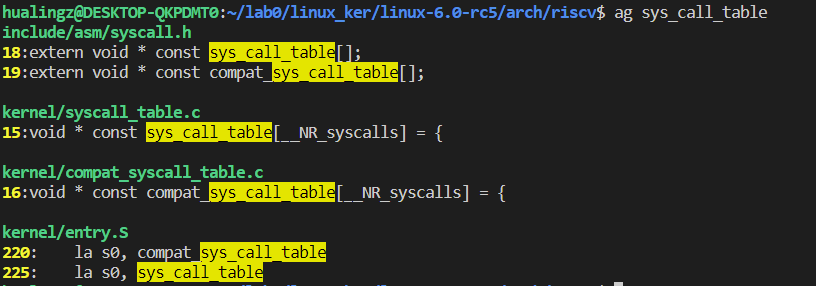 hualingz@DESKTOP-QKPDMT0:~/lab0/linux_ker/linux-6.0-rc5/arch/riscv$ ag sys_call_table
include/asm/syscall.h
18:extern void * const sys_call_table[];
19:extern void * const compat_sys_call_table[];

kernel/syscall_table.c
15:void * const sys_call_table[__NR_syscalls] = {

kernel/compat_syscall_table.c
16:void * const compat_sys_call_table[__NR_syscalls] = {

kernel/entry.S
220:    la s0, compat_sys_call_table
225:    la s0, sys_call_table